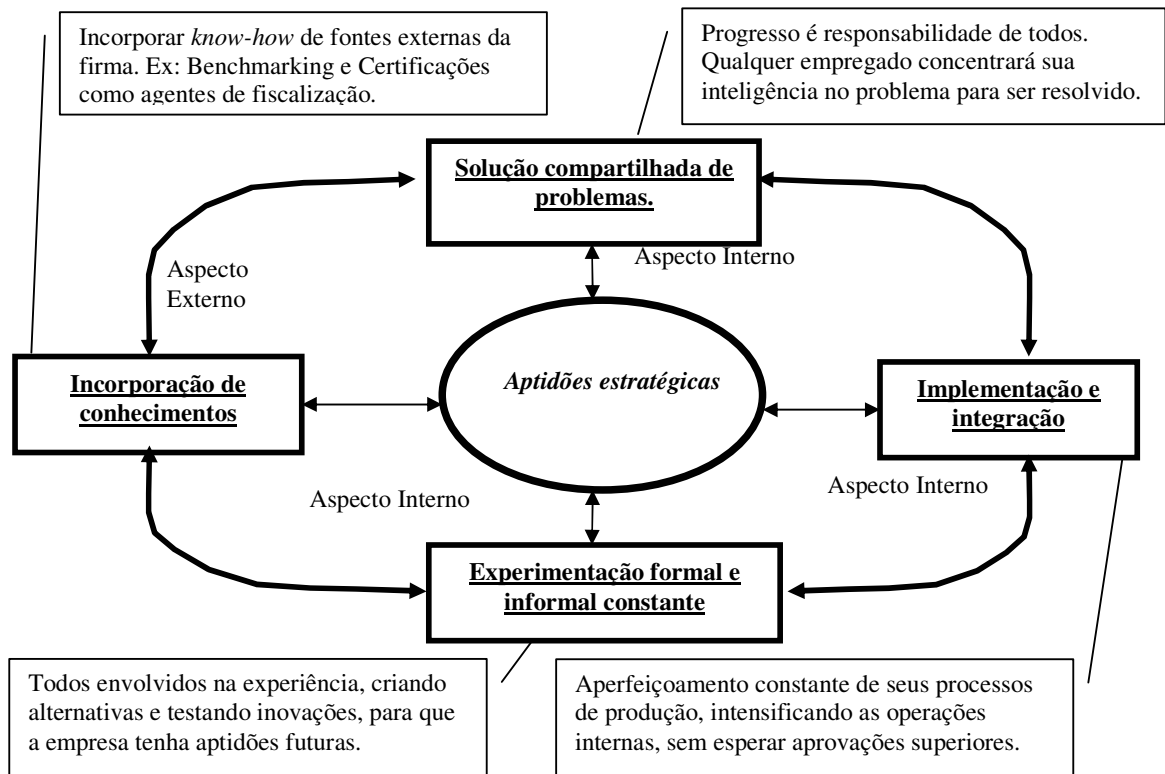 Incorporar know-how de fontes externas da
firma. Ex: Benchmarking e Certificações
como agentes de fiscalização.
Progresso é responsabilidade de todos.
Qualquer empregado concentrará sua
inteligência no problema para ser resolvido.
Solução compartilhada de
problemas.
Aspecto
Externo
Aspecto Interno
Incorporação de
conhecimentos
Aptidões estratégicas
Implementação e
integração
Aspecto Interno
Aspecto Interno
Experimentação formal e
informal constante
Todos envolvidos na experiência, criando
alternativas e testando inovações, para que
a empresa tenha aptidões futuras.
Aperfeiçoamento constante de seus processos
de produção, intensificando as operações
internas, sem esperar aprovações superiores.